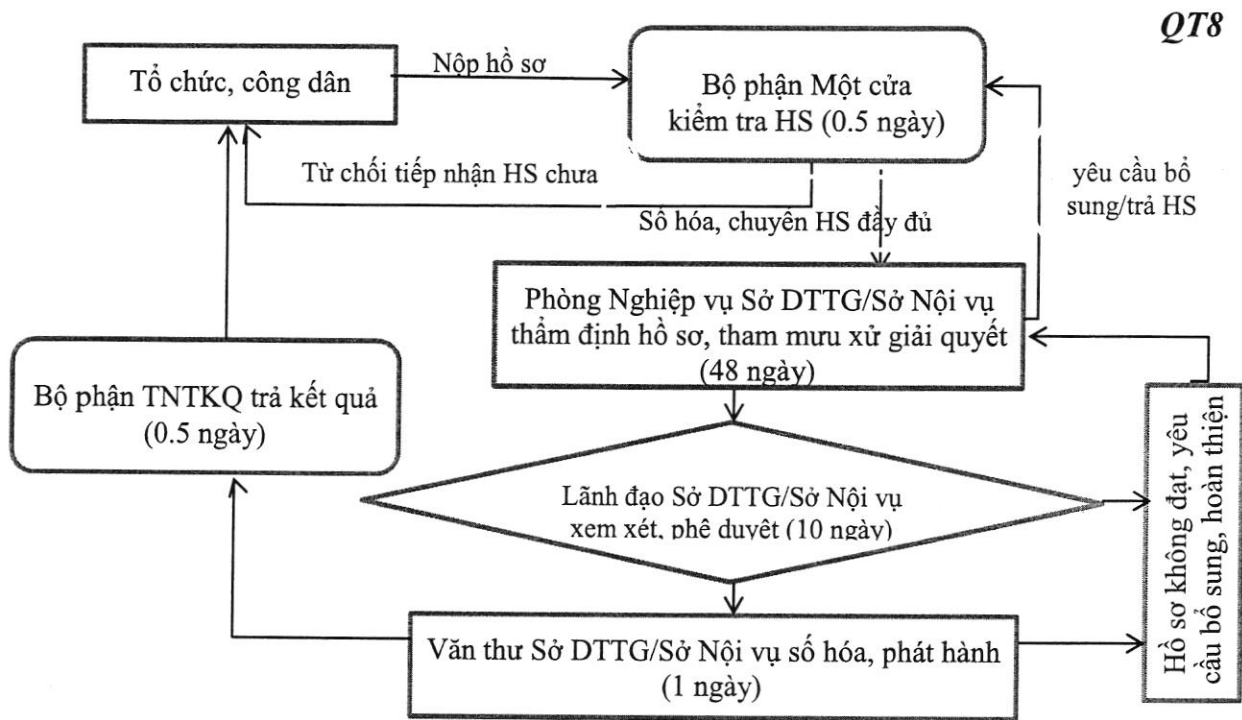 QT8
Tổ chức, công dân
Nộp hồ sơ
Bộ phận Một cửa
kiểm tra HS (0.5 ngày)
Từ chối tiếp nhận HS chưa
Số hóa, chuyển HS đầy đủ
yêu cầu bổ
sung/trả HS
Phòng Nghiệp vụ Sở DTTG/Sở Nội vụ
thẩm định hồ sơ, tham mưu xử giải quyết
(48 ngày)
Bộ phận TNTKQ trả kết quả
(0.5 ngày)
Lãnh đạo Sở DTTG/Sở Nội vụ
xem xét, phê duyệt (10 ngày)
Hồ sơ không đạt, yêu
cầu bổ sung, hoàn thiện
Văn thư Sở DTTG/Sở Nội vụ số hóa, phát hành
(1 ngày)